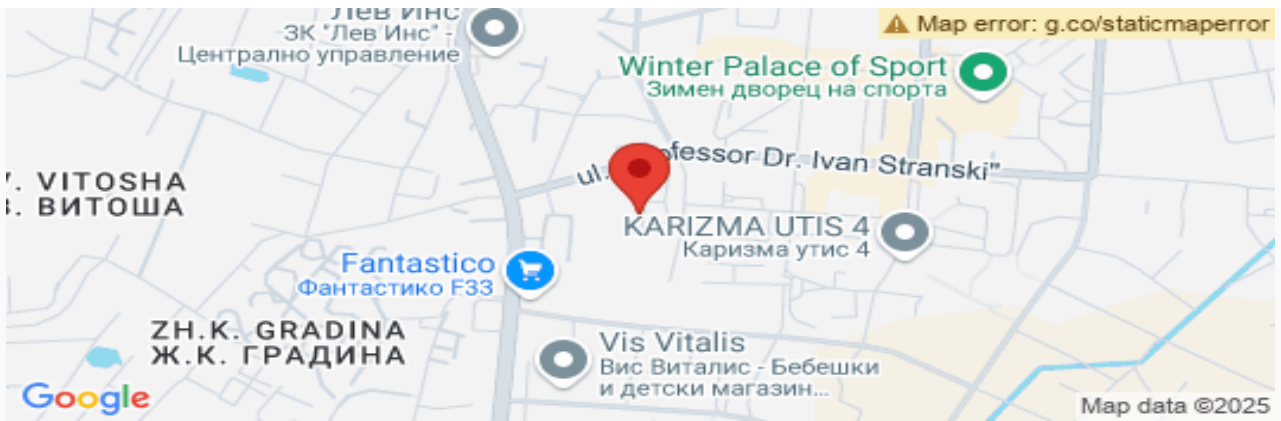 Лев Инс
ЗК "Лев Инс" -
Централно управление
Map error: g.co/staticmaperror
Winter Palace of Sport
Зимен дворец на спорта
ul. ofessor Dr. Ivan Stranski"
VITOSHA
ВИТОША
KARIZMA UTIS 4
Каризма утис 4
Fantastico
Фантастико F33
ZH.K. GRADINA
Ж.К. ГРАДИНА
Vis Vitalis
Вис Виталис - Бебешки
и детски магазин...
Google
Map data ©2025